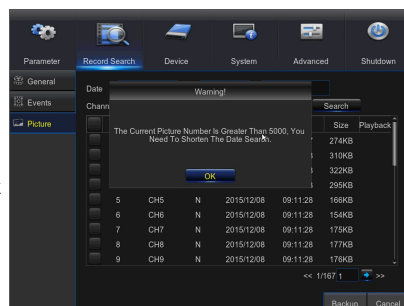 Parameter Record Search Device System Advanced Shutdown
General
Events
Picture
Date
Search
Warning!
The Current Picture Number Is Greater Than 5000, You
Need To Shorten The Date Search.
OK
Size Playback
274KB
310KB
322KB
295KB
5 CH5 N 2015/12/08 09:11:28 166KB
6 CH6 N 2015/12/08 09:11:28 154KB
7 CH7 N 2015/12/08 09:11:28 175KB
8 CH8 N 2015/12/08 09:11:28 177KB
9 CH9 N 2015/12/08 09:11:28 176KB
<< 1/167 1 >>
Backup Cancel